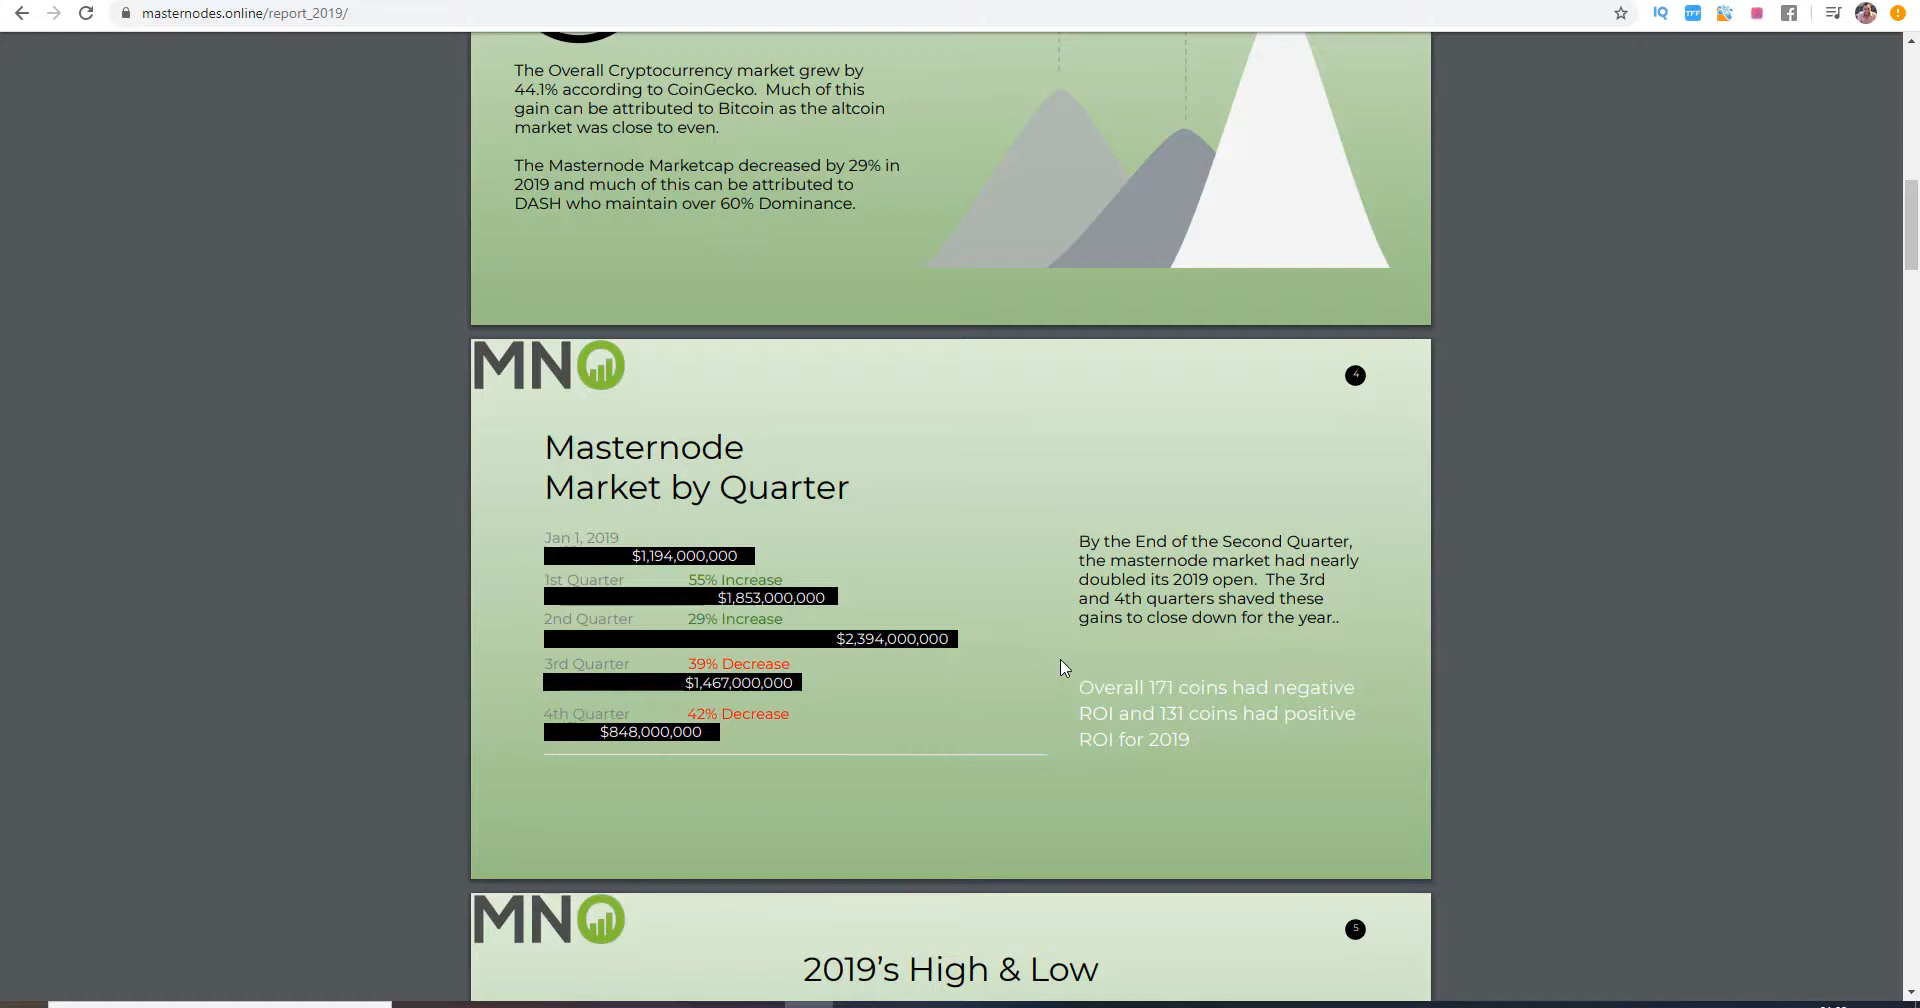 masternodes.online/report_2019/
IQ
TFF
The Overall Cryptocurrency market grew by
44.1% according to CoinGecko. Much of this
gain can be attributed to Bitcoin as the altcoin
market was close to even.
The Masternode Marketcap decreased by 29% in
2019 and much of this can be attributed to
DASH who maintain over 60% Dominance.
MNO
4
Masternode
Market by Quarter
Jan 1, 2019
$1,194,000,000
1st Quarter 55% Increase
$1,853,000,000
2nd Quarter 29% Increase
$2,394,000,000
3rd Quarter 39% Decrease
$1,467,000,000
4th Quarter 42% Decrease
$848,000,000
By the End of the Second Quarter,
the masternode market had nearly
doubled its 2019 open. The 3rd
and 4th quarters shaved these
gains to close down for the year..
Overall 171 coins had negative
ROI and 131 coins had positive
ROI for 2019
MNO
5
2019’s High & Low